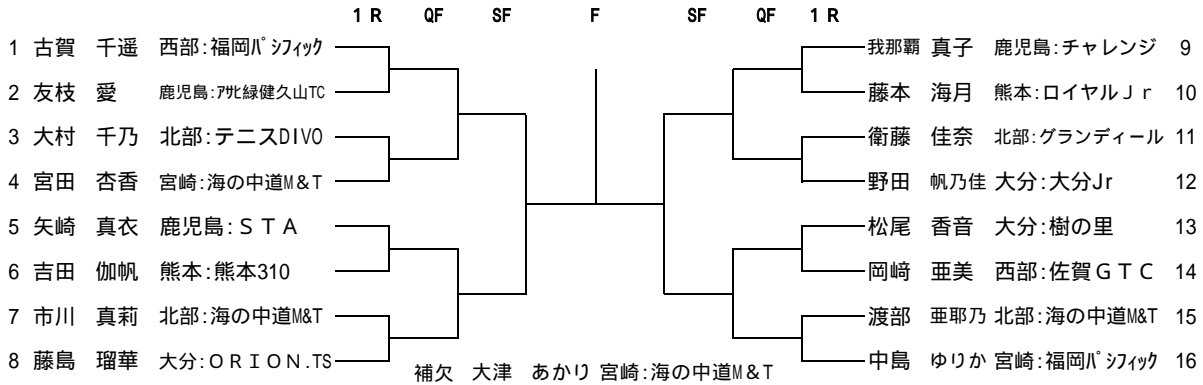 1 R QF SF F SF QF 1 R
1 古賀 千遥 西部:福岡ﾊﾟｼﾌｨｯｸ
2 友枝 愛 鹿児島:ｱｻﾋ緑健久山TC
3 大村 千乃 北部:テニスDIVO
4 宮田 杏香 宮崎:海の中道M&T
5 矢崎 真衣 鹿児島:ＳＴＡ
6 吉田 伽帆 熊本:熊本310
7 市川 真莉 北部:海の中道M&T
8 藤島 瑠華 大分:ＯＲＩＯＮ.TS
我那覇 真子 鹿児島:チャレンジ 9
藤本 海月 熊本:ロイヤルＪｒ 10
衛藤 佳奈 北部:グランディール 11
野田 帆乃佳 大分:大分Jr 12
松尾 香音 大分:樹の里 13
岡﨑 亜美 西部:佐賀ＧＴＣ 14
渡部 亜耶乃 北部:海の中道M&T 15
中島 ゆりか 宮崎:福岡ﾊﾟｼﾌｨｯｸ 16
補欠 大津 あかり 宮崎:海の中道M&T